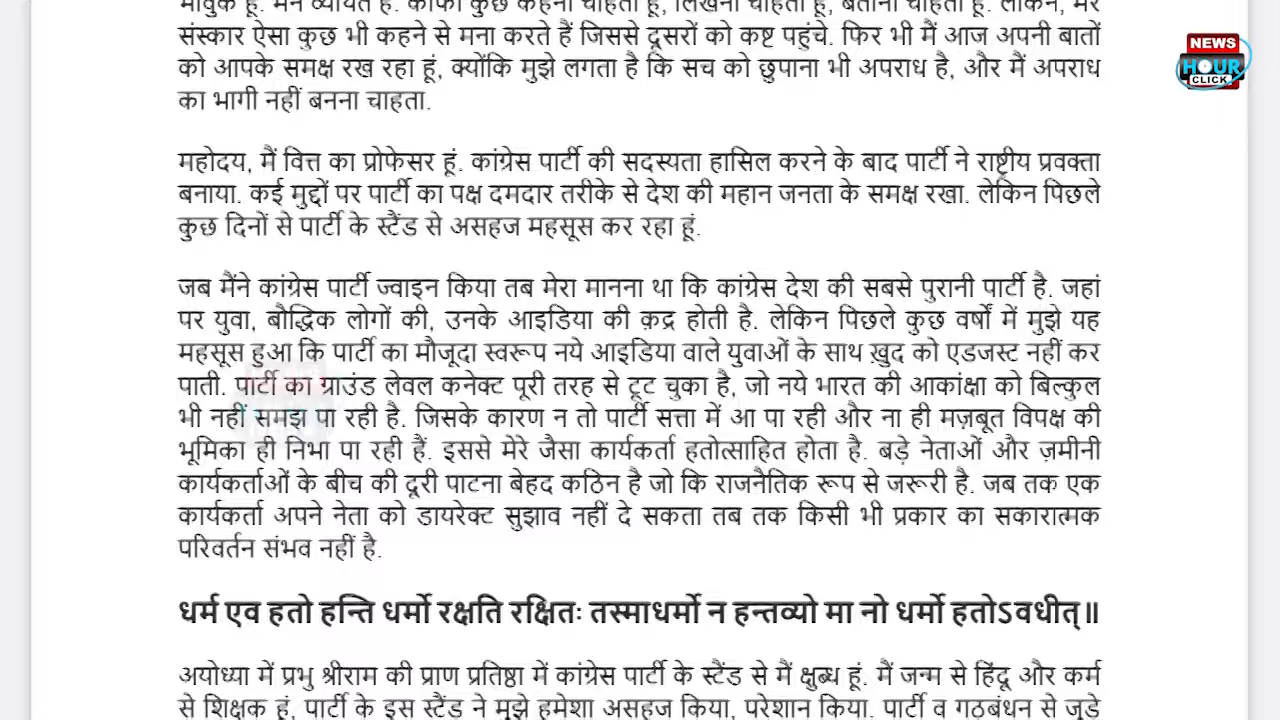 भावुक हूं. मन व्यथित है. काफी कुछ कहना चाहता हूं, लिखना चाहता हूं, बताना चाहता हूं. लेकिन, मेरे
संस्कार ऐसा कुछ भी कहने से मना करते हैं जिससे दूसरों को कष्ट पहुंचे. फिर भी मैं आज अपनी बातों
को आपके समक्ष रख रहा हूं, क्योंकि मुझे लगता है कि सच को छुपाना भी अपराध है, और मैं अपराध
का भागी नहीं बनना चाहता.
NEWS
HOUR
CLICK
महोदय, मैं वित्त का प्रोफेसर हूं. कांग्रेस पार्टी की सदस्यता हासिल करने के बाद पार्टी ने राष्ट्रीय प्रवक्ता
बनाया. कई मुद्दों पर पार्टी का पक्ष दमदार तरीके से देश की महान जनता के समक्ष रखा. लेकिन पिछले
कुछ दिनों से पार्टी के स्टैंड से असहज महसूस कर रहा हूं.
जब मैंने कांग्रेस पार्टी ज्वाइन किया तब मेरा मानना था कि कांग्रेस देश की सबसे पुरानी पार्टी है. जहां
पर युवा, बौद्धिक लोगों की, उनके आइडिया की क़द्र होती है. लेकिन पिछले कुछ वर्षों में मुझे यह
महसूस हुआ कि पार्टी का मौजूदा स्वरूप नये आइडिया वाले युवाओं के साथ ख़ुद को एडजस्ट नहीं कर
पाती. पार्टी का ग्राउंड लेवल कनेक्ट पूरी तरह से टूट चुका है, जो नये भारत की आकांक्षा को बिल्कुल
भी नहीं समझ पा रही है. जिसके कारण न तो पार्टी सत्ता में आ पा रही और ना ही मज़बूत विपक्ष की
भूमिका ही निभा पा रही हैं. इससे मेरे जैसा कार्यकर्ता हतोत्साहित होता है. बड़े नेताओं और ज़मीनी
कार्यकर्ताओं के बीच की दूरी पाटना बेहद कठिन है जो कि राजनैतिक रूप से जरूरी है. जब तक एक
कार्यकर्ता अपने नेता को डायरेक्ट सुझाव नहीं दे सकता तब तक किसी भी प्रकार का सकारात्मक
परिवर्तन संभव नहीं है.
धर्म एव हतो हन्ति धर्मो रक्षति रक्षितः तस्माधर्मो न हन्तव्यो मा नो धर्मो हतोऽवधीत्॥
अयोध्या में प्रभु श्रीराम की प्राण प्रतिष्ठा में कांग्रेस पार्टी के स्टैंड से मैं क्षुब्ध हूं. मैं जन्म से हिंदू और कर्म
से शिक्षक हूं, पार्टी के इस स्टैंड ने मुझे हमेशा असहज किया, परेशान किया. पार्टी व गठबंधन से जुड़े